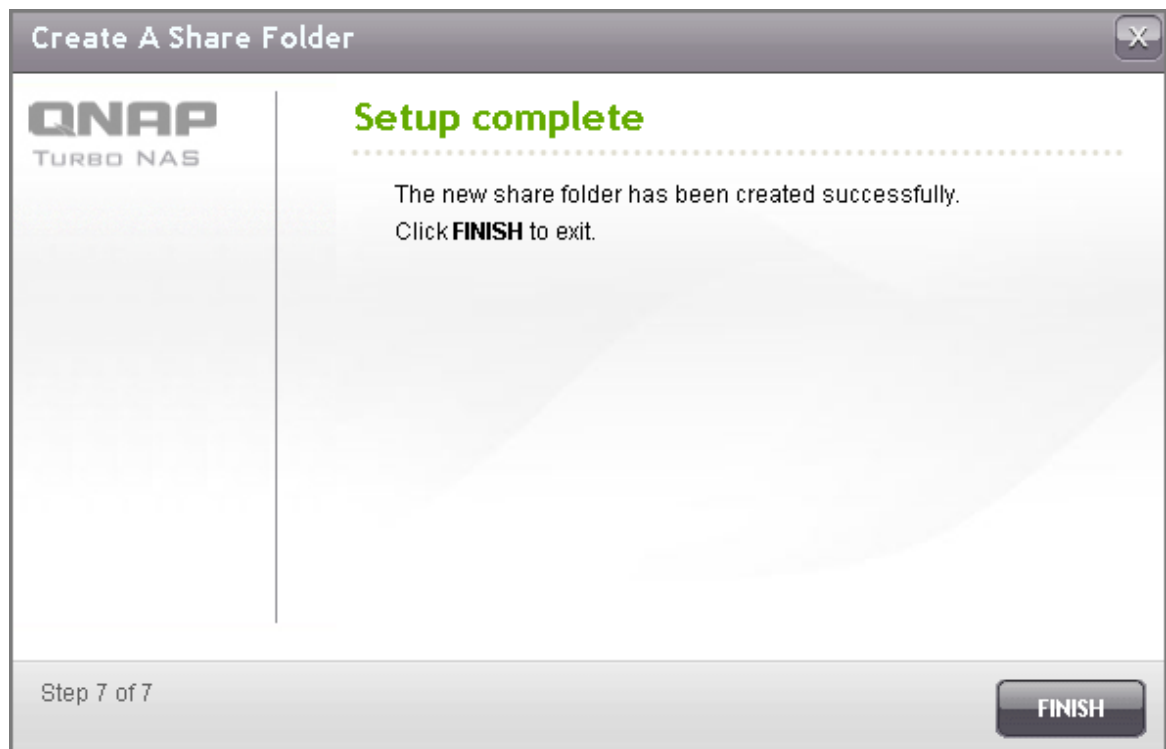 Create A Share Folder
X
QNAP
TURBO NAS
Setup complete
The new share folder has been created successfully.
Click FINISH to exit.
Step 7 of 7
FINISH